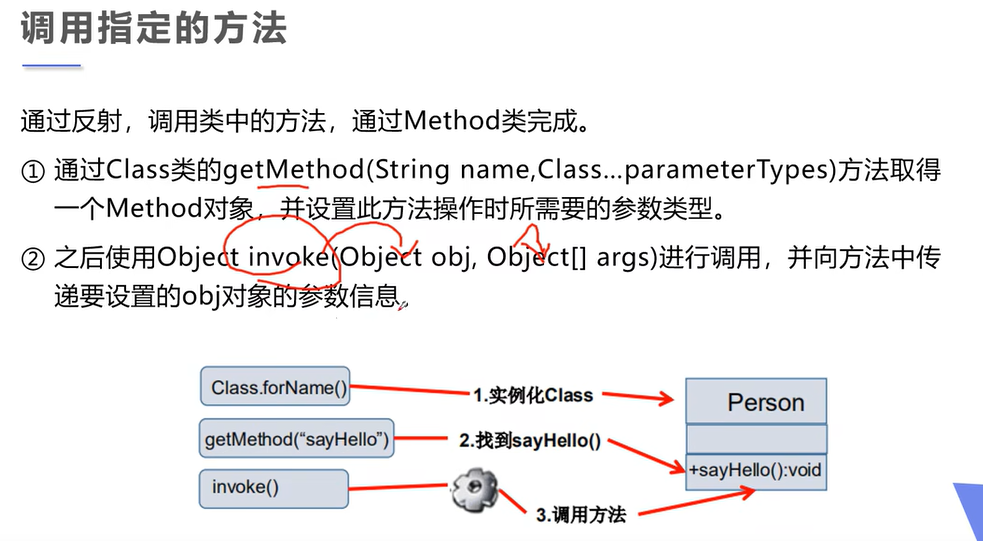 调用指定的方法
通过反射，调用类中的方法，通过Method类完成。
① 通过Class类的getMethod(String name,Class...parameterTypes)方法取得
一个Method对象，并设置此方法操作时所需要的参数类型。
② 之后使用Object invoke(Object obj, Object[] args)进行调用，并向方法中传
递要设置的obj对象的参数信息。
Class.forName()
1.实例化Class
Person
getMethod(“sayHello”)
2.找到sayHello()
+sayHello():void
invoke()
3.调用方法